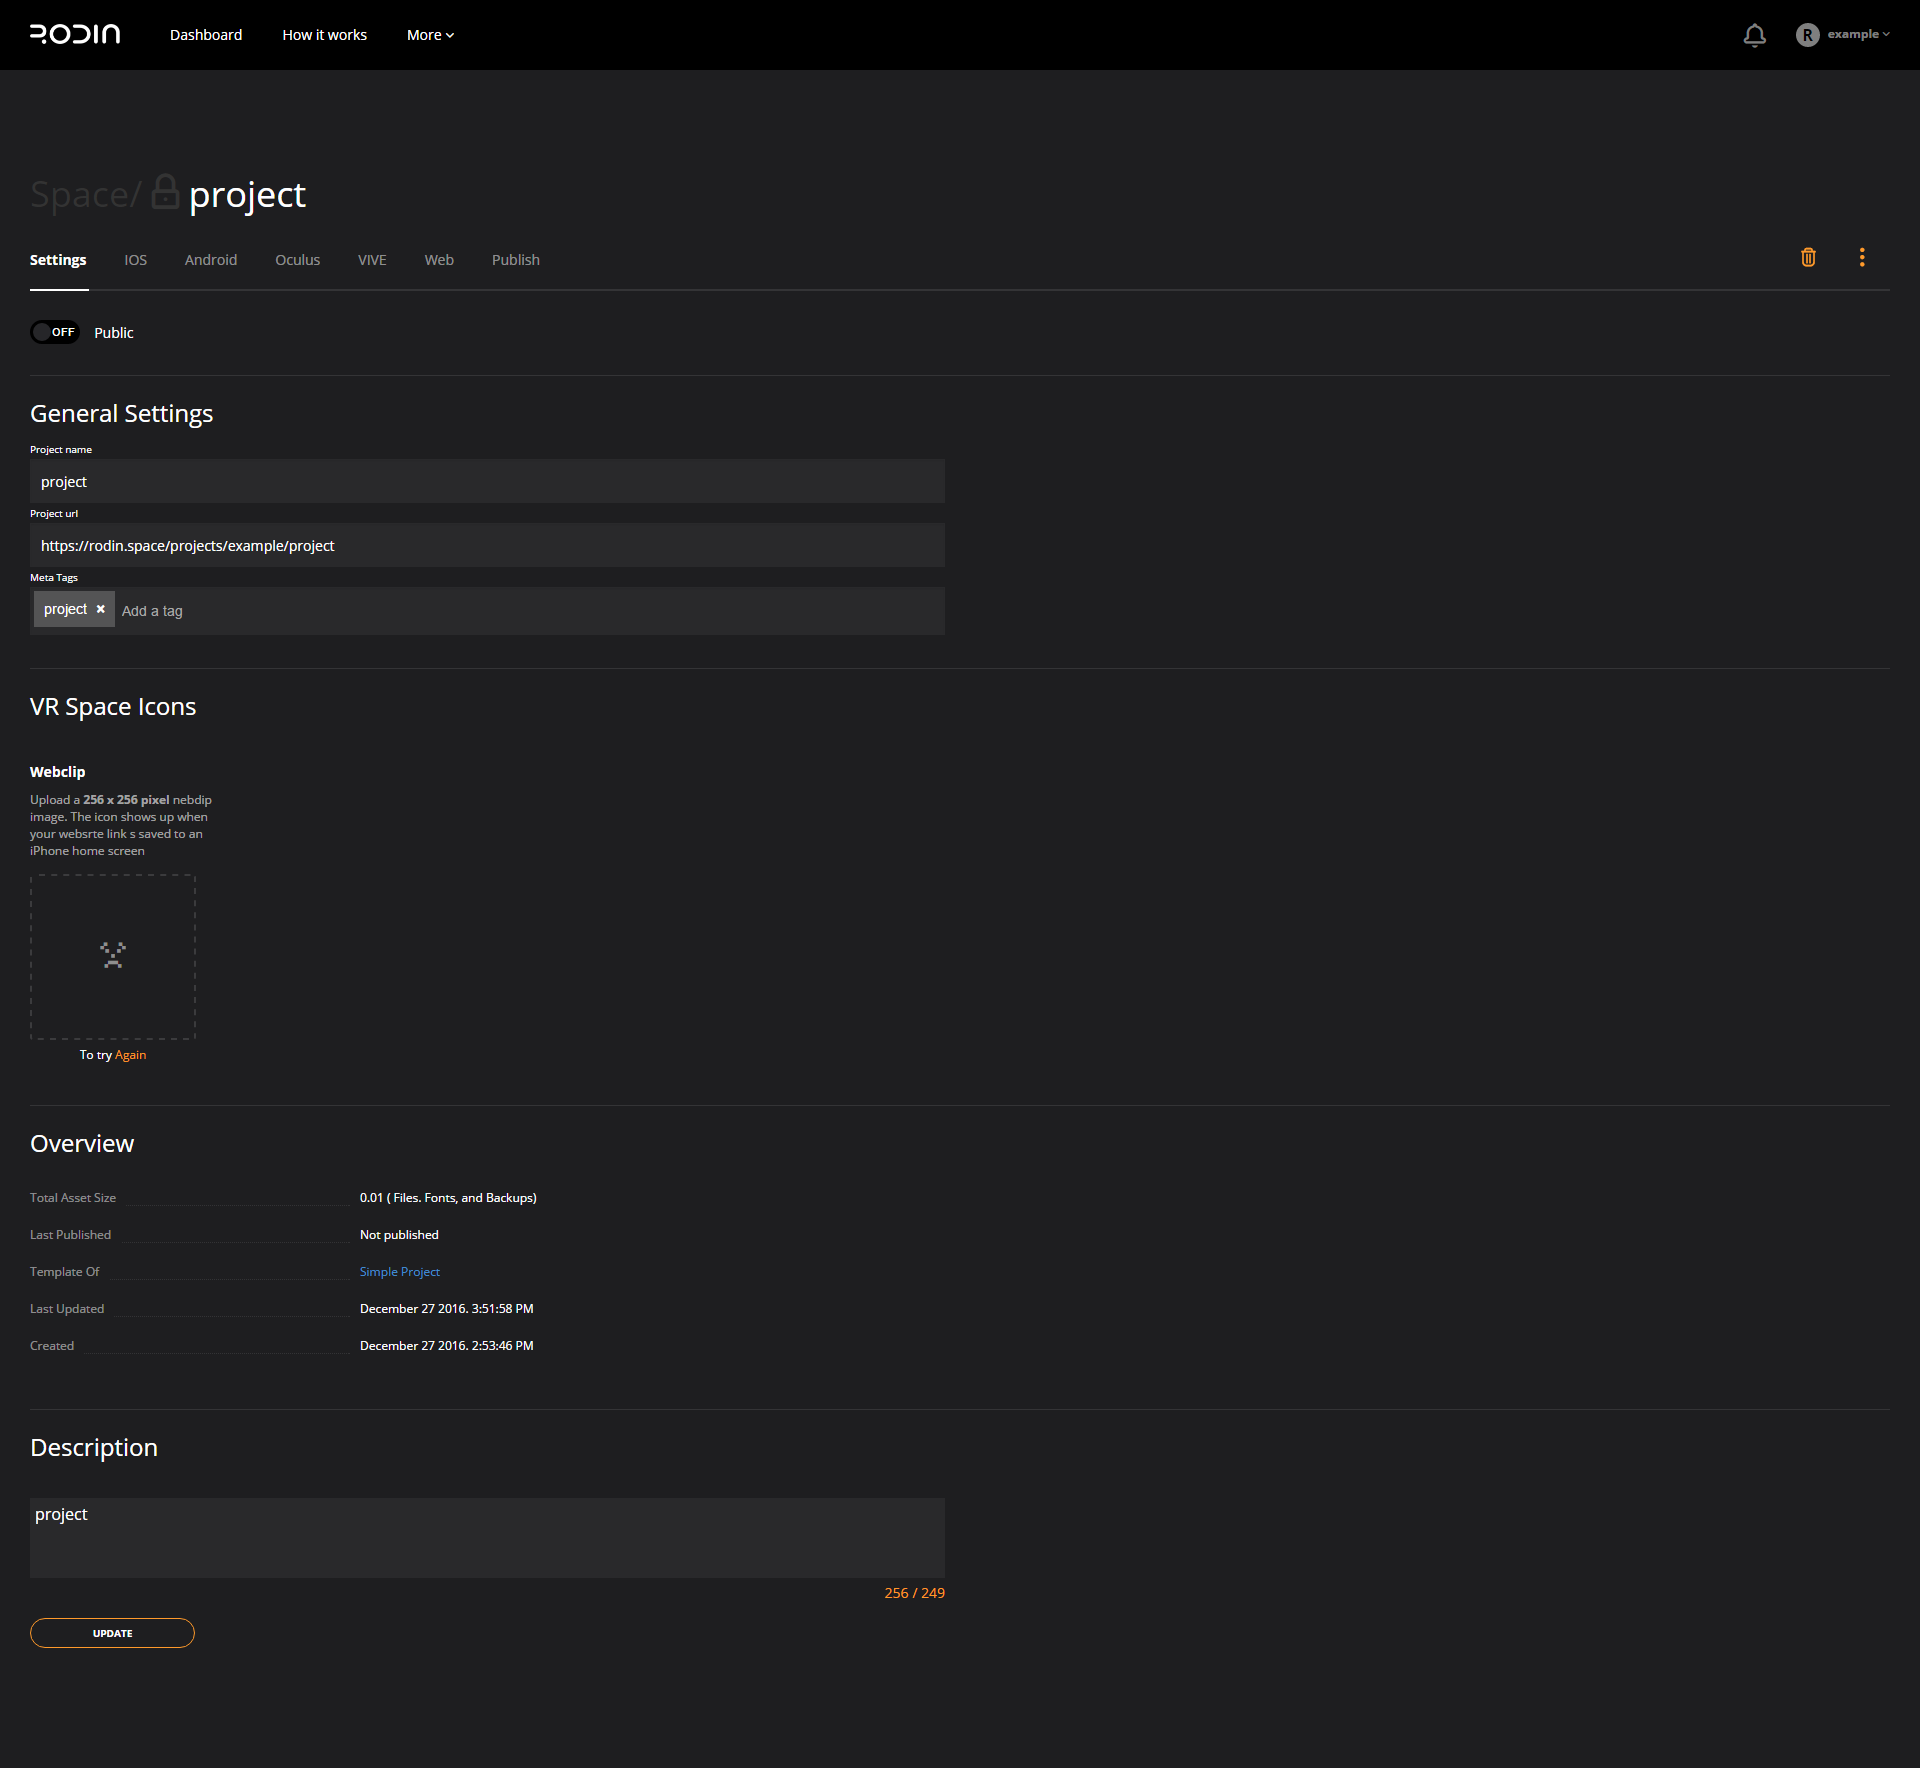 RODIN
Dashboard How it works More
R example
Space/ project
Settings IOS Android Oculus VIVE Web Publish
OFF Public
General Settings
Project name
project
Project url
https://rodin.space/projects/example/project
Meta Tags
project × Add a tag
VR Space Icons
Webclip
Upload a 256 x 256 pixel nebdip
image. The icon shows up when
your websrte link s saved to an
iPhone home screen
To try Again
Overview
Total Asset Size 0.01 ( Files. Fonts, and Backups)
Last Published Not published
Template Of Simple Project
Last Updated December 27 2016. 3:51:58 PM
Created December 27 2016. 2:53:46 PM
Description
project
256 / 249
UPDATE